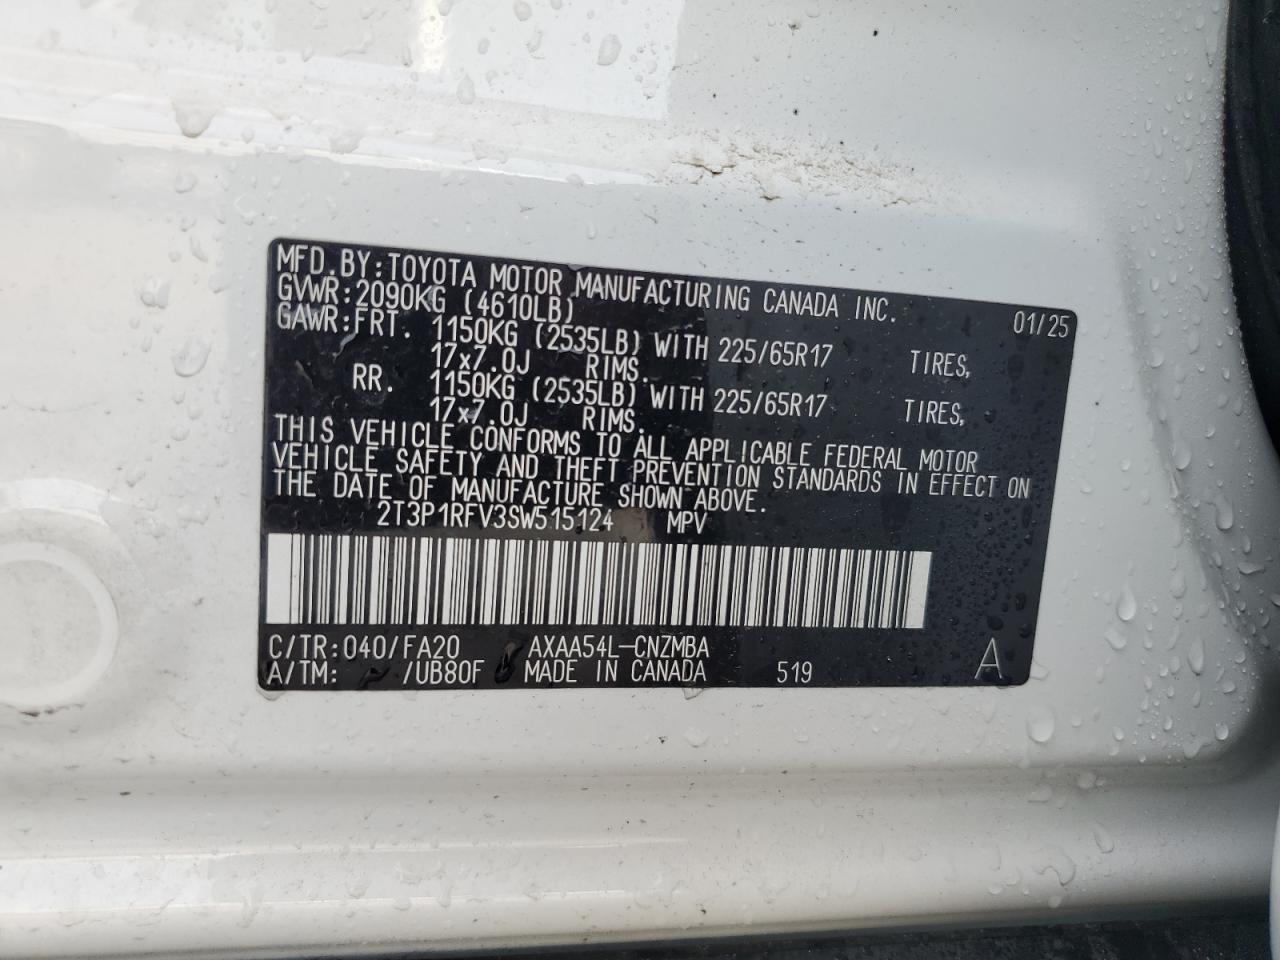 MFD.BY:TOYOTA MOTOR MANUFACTURING CANADA INC. 01/25
GVWR:2090KG (4610LB)
GAWR:FRT. 1150KG (2535LB) WITH 225/65R17 TIRES,
17x7.0J RIMS.
RR. 1150KG (2535LB) WITH 225/65R17 TIRES,
17x7.0J RIMS.
THIS VEHICLE CONFORMS TO ALL APPLICABLE FEDERAL MOTOR
VEHICLE SAFETY AND THEFT PREVENTION STANDARDS IN EFFECT ON
THE DATE OF MANUFACTURE SHOWN ABOVE.
2T3P1RFV3SW515124 MPV
C/TR:040/FA20 AXAA54L-CNZMBA
A/TM: /UB80F MADE IN CANADA 519 A